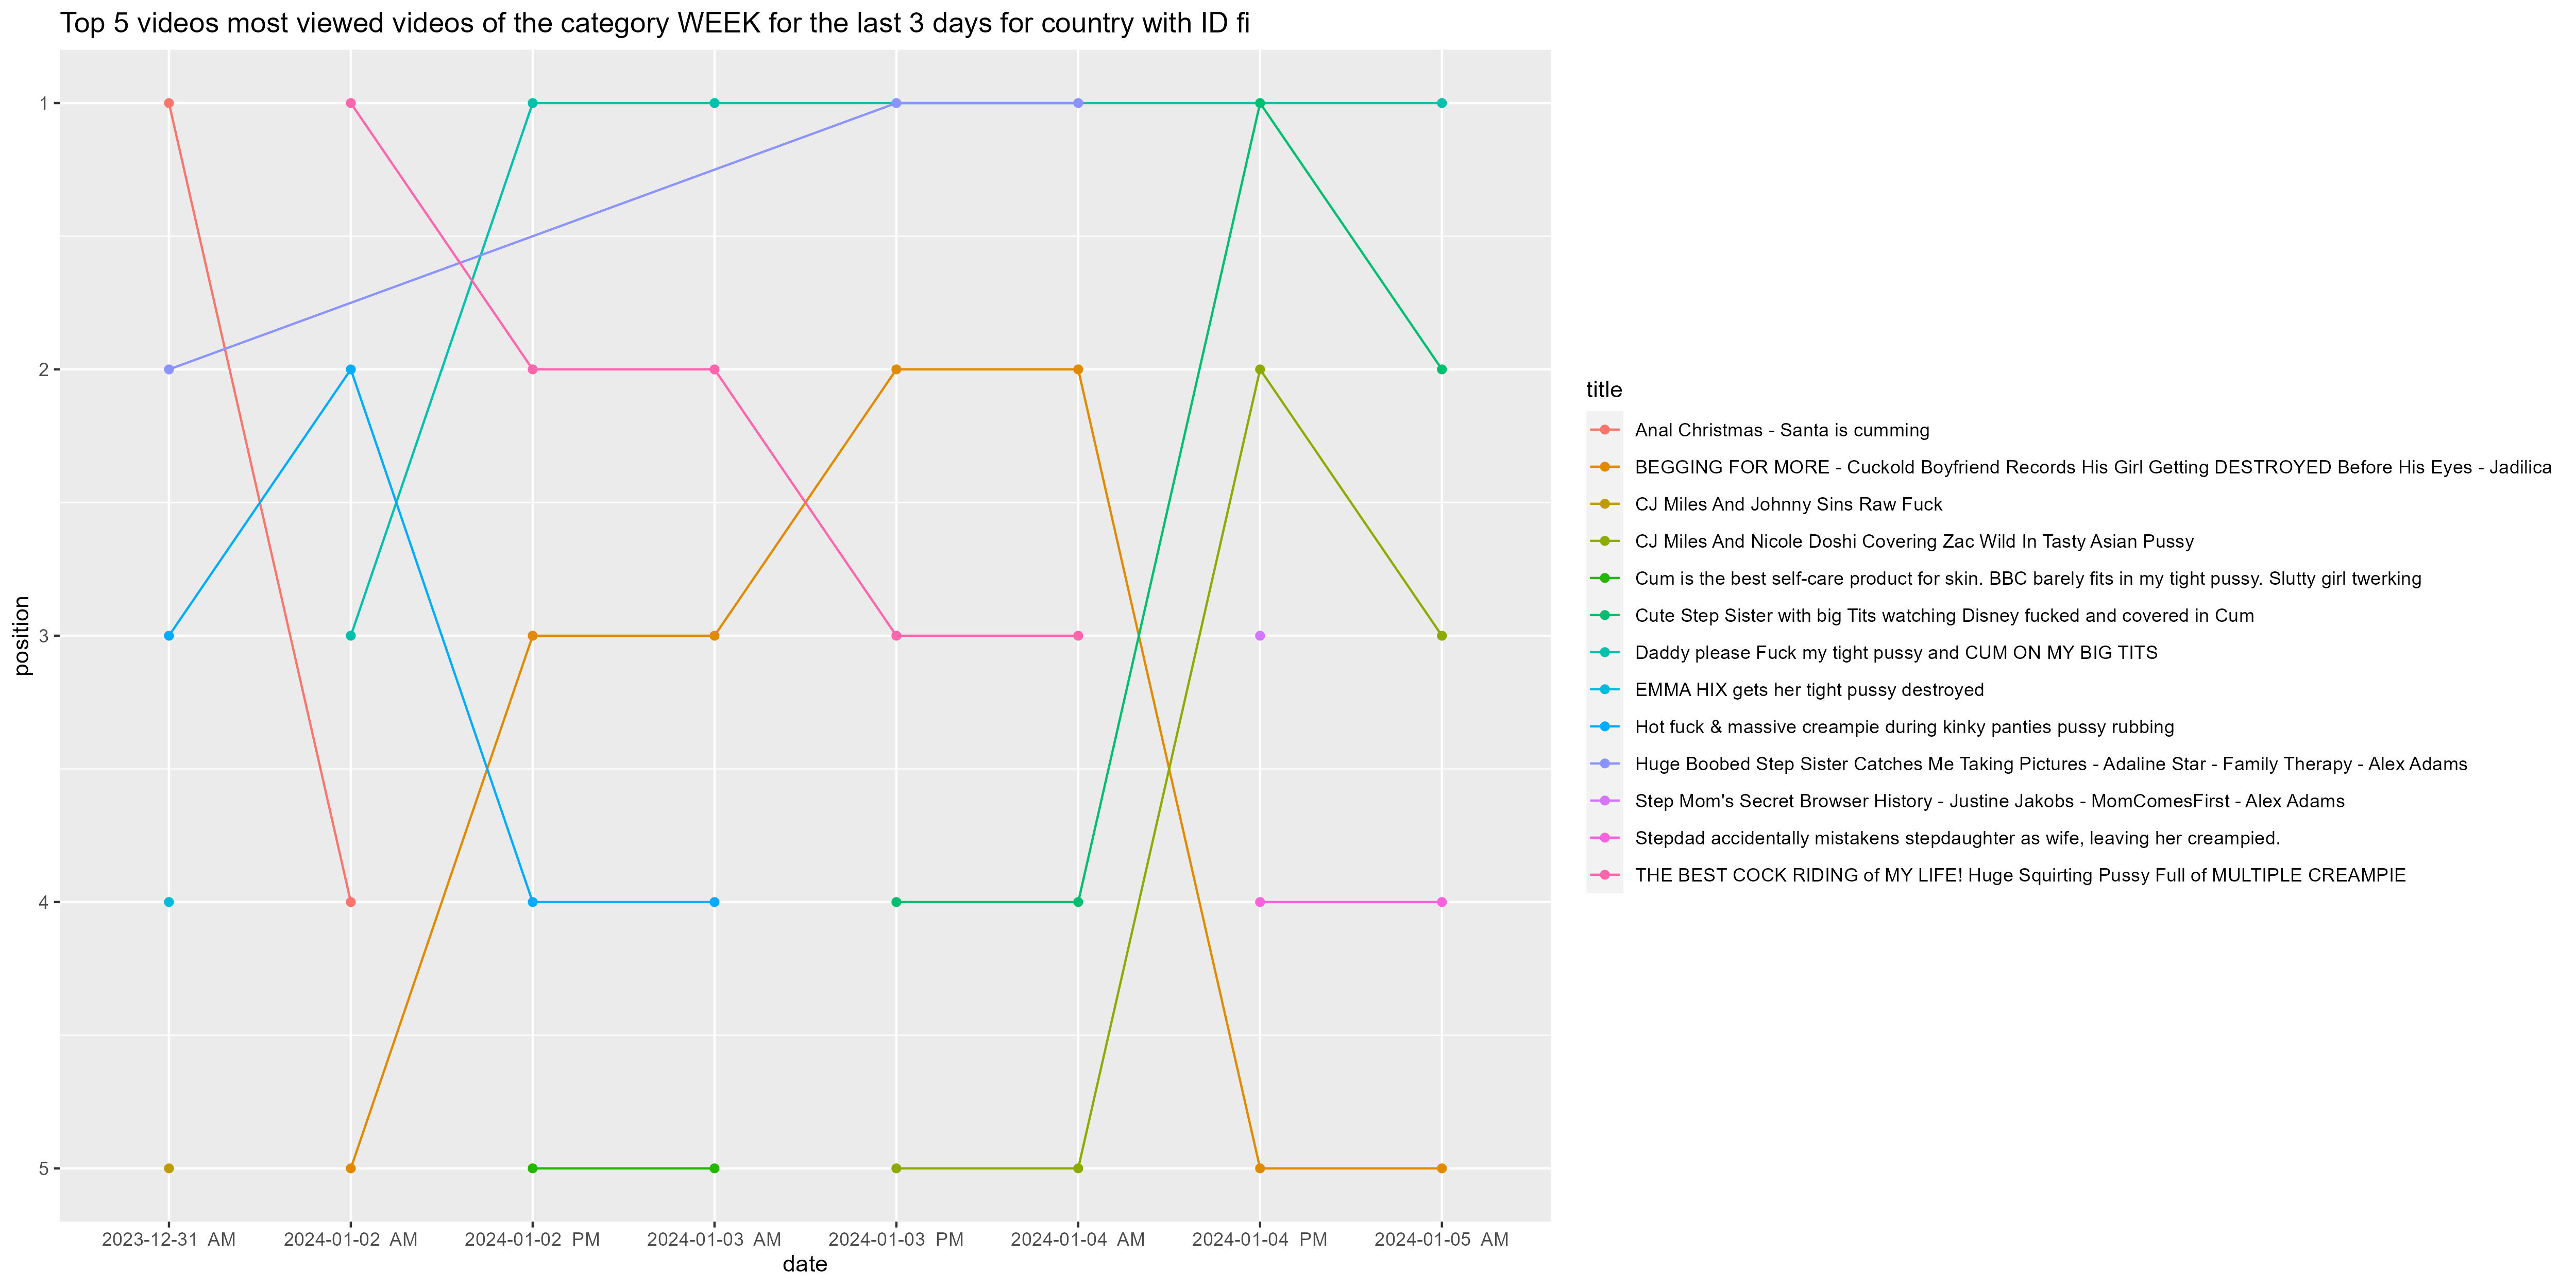 Top 5 videos most viewed videos of the category WEEK for the last 3 days for country with ID fi
position
1
2
3
4
5
2023-12-31 AM
2024-01-02 AM
2024-01-02 PM
2024-01-03 AM
2024-01-03 PM
2024-01-04 AM
2024-01-04 PM
2024-01-05 AM
date
title
Anal Christmas - Santa is cumming
BEGGING FOR MORE - Cuckold Boyfriend Records His Girl Getting DESTROYED Before His Eyes - Jadilica
CJ Miles And Johnny Sins Raw Fuck
CJ Miles And Nicole Doshi Covering Zac Wild In Tasty Asian Pussy
Cum is the best self-care product for skin. BBC barely fits in my tight pussy. Slutty girl twerking
Cute Step Sister with big Tits watching Disney fucked and covered in Cum
Daddy please Fuck my tight pussy and CUM ON MY BIG TITS
EMMA HIX gets her tight pussy destroyed
Hot fuck & massive creampie during kinky panties pussy rubbing
Huge Boobed Step Sister Catches Me Taking Pictures - Adaline Star - Family Therapy - Alex Adams
Step Mom's Secret Browser History - Justine Jakobs - MomComesFirst - Alex Adams
Stepdad accidentally mistakens stepdaughter as wife, leaving her creampied.
THE BEST COCK RIDING of MY LIFE! Huge Squirting Pussy Full of MULTIPLE CREAMPIE